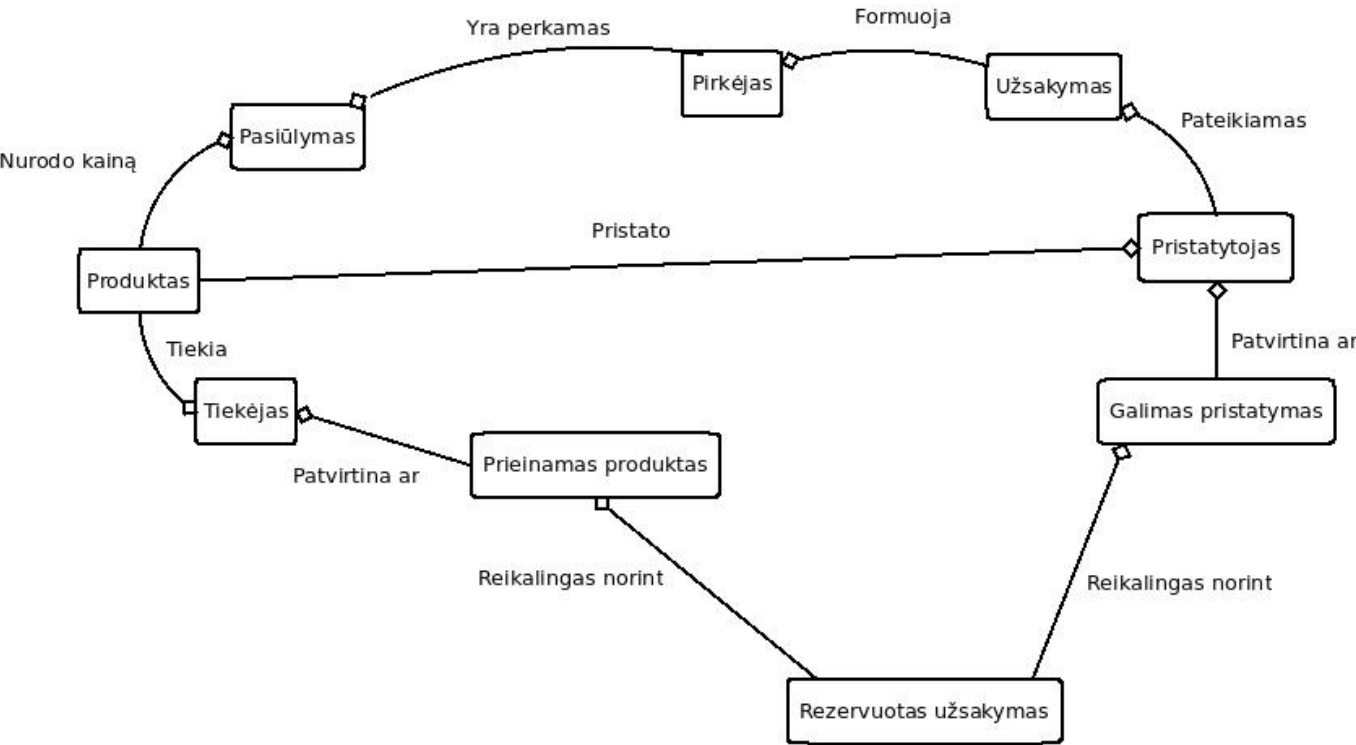 Formuoja
Yra perkamas
Pirkėjas
Užsakymas
Pateikiamas
Pasiūlymas
Nurodo kainą
Pristato
Pristatytojas
Produktas
Patvirtina ar
Tiekia
Tiekėjas
Galimas pristatymas
Prieinamas produktas
Patvirtina ar
Reikalingas norint
Reikalingas norint
Rezervuotas užsakymas